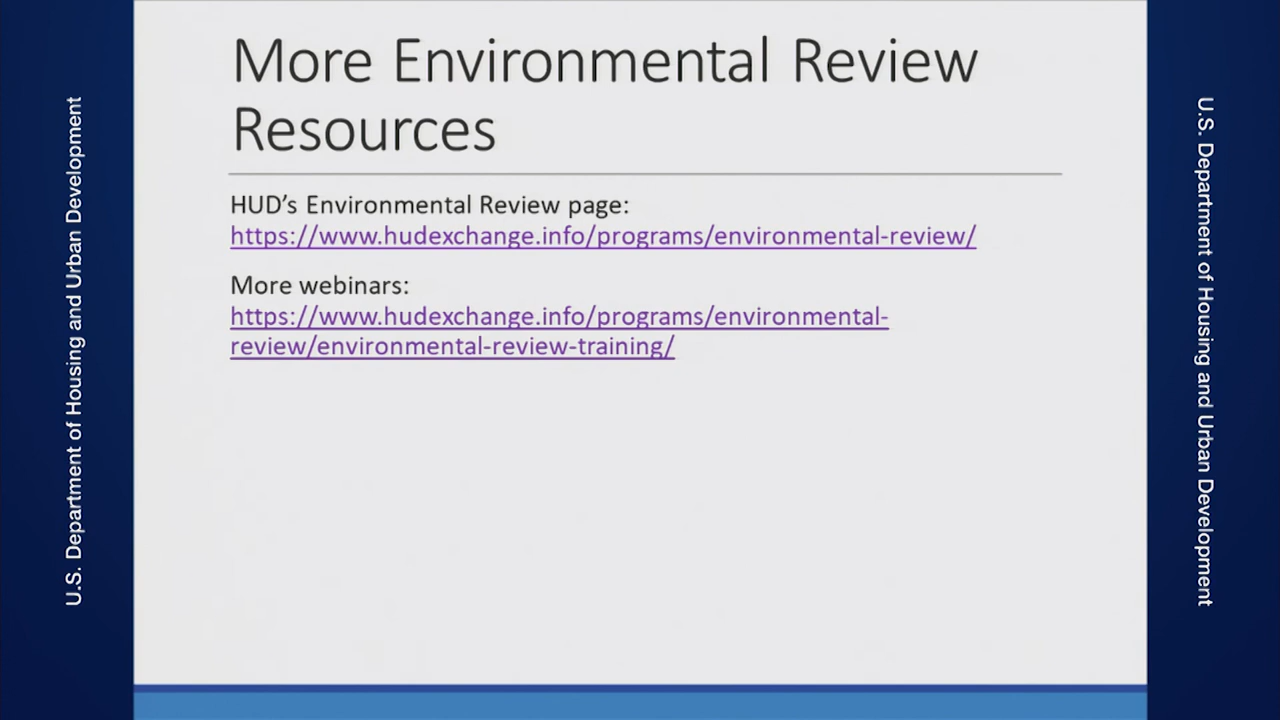 More Environmental Review
Resources
HUD’s Environmental Review page:
https://www.hudexchange.info/programs/environmental-review/
More webinars:
https://www.hudexchange.info/programs/environmental-
review/environmental-review-training/
U.S. Department of Housing and Urban Development
U.S. Department of Housing and Urban Development